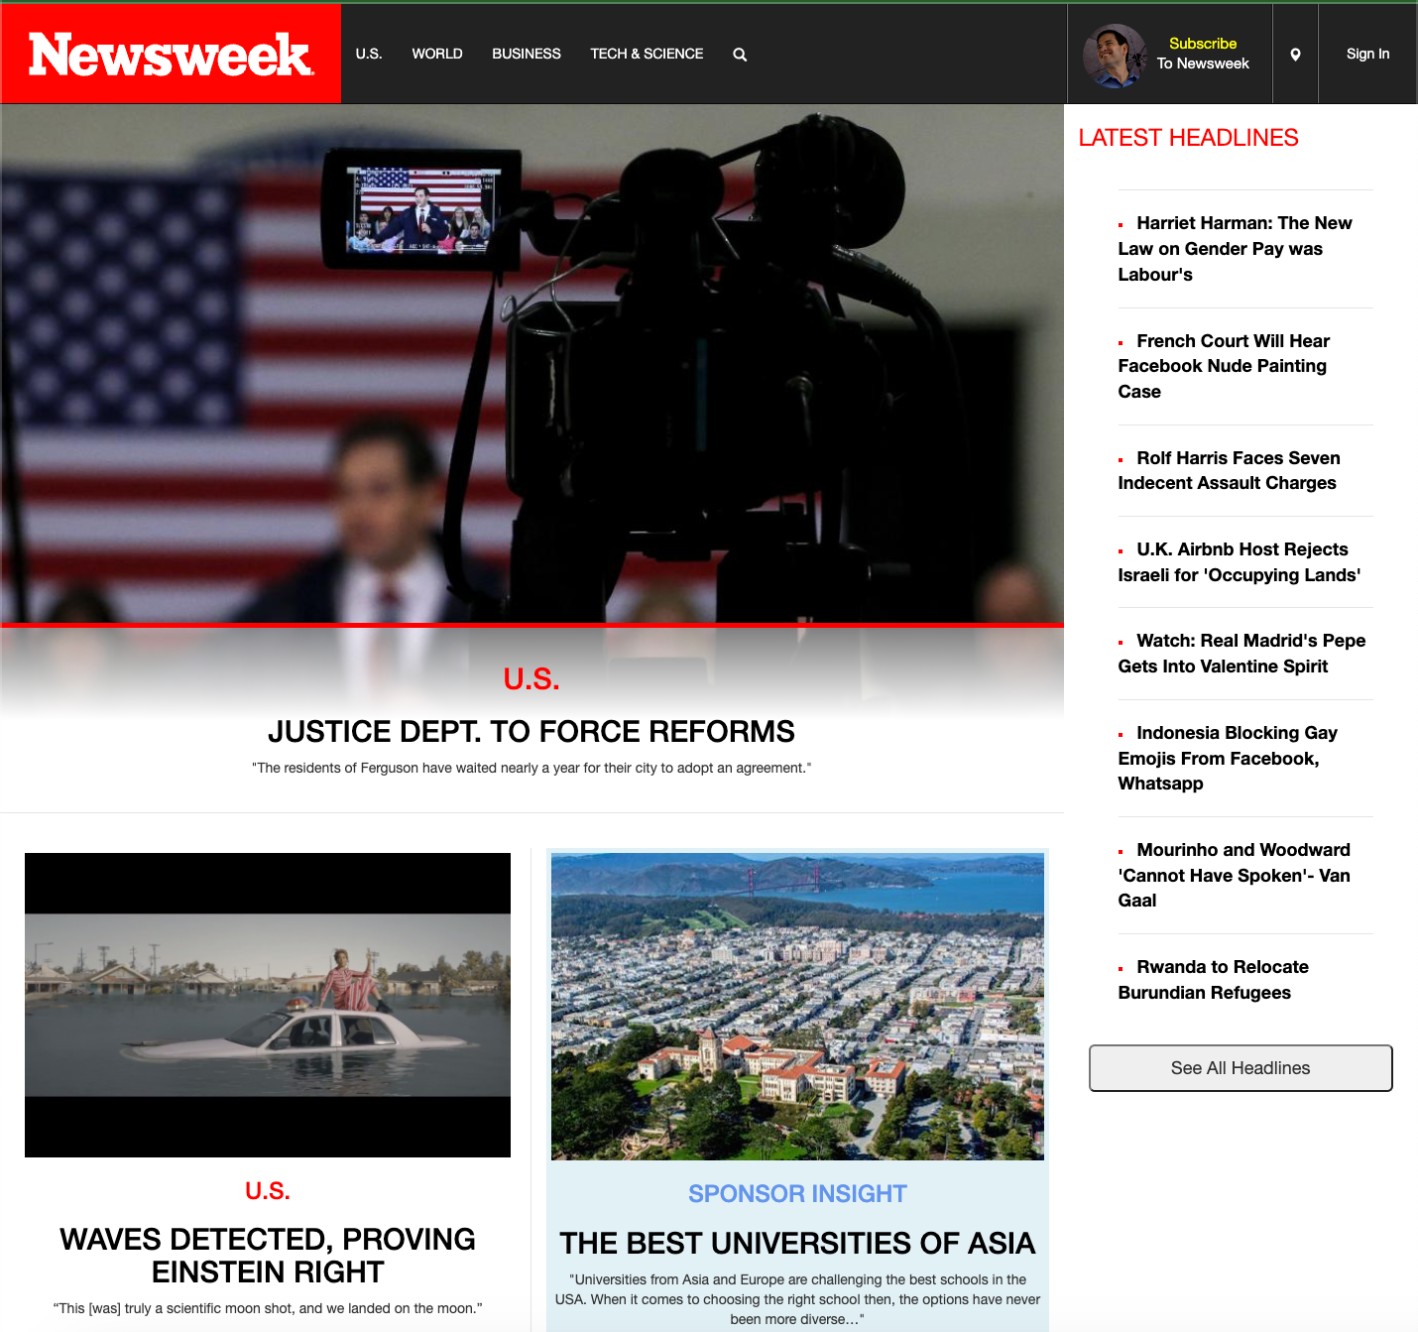 Newsweek
U.S.
WORLD
BUSINESS
TECH & SCIENCE
Subscribe
To Newsweek
Sign In
U.S.
JUSTICE DEPT. TO FORCE REFORMS
"The residents of Ferguson have waited nearly a year for their city to adopt an agreement."
U.S.
WAVES DETECTED, PROVING
EINSTEIN RIGHT
“This [was] truly a scientific moon shot, and we landed on the moon.”
SPONSOR INSIGHT
THE BEST UNIVERSITIES OF ASIA
"Universities from Asia and Europe are challenging the best schools in the
USA. When it comes to choosing the right school then, the options have never
been more diverse…"
LATEST HEADLINES
Harriet Harman: The New
Law on Gender Pay was
Labour's
French Court Will Hear
Facebook Nude Painting
Case
Rolf Harris Faces Seven
Indecent Assault Charges
U.K. Airbnb Host Rejects
Israeli for 'Occupying Lands'
Watch: Real Madrid's Pepe
Gets Into Valentine Spirit
Indonesia Blocking Gay
Emojis From Facebook,
Whatsapp
Mourinho and Woodward
'Cannot Have Spoken'- Van
Gaal
Rwanda to Relocate
Burundian Refugees
See All Headlines